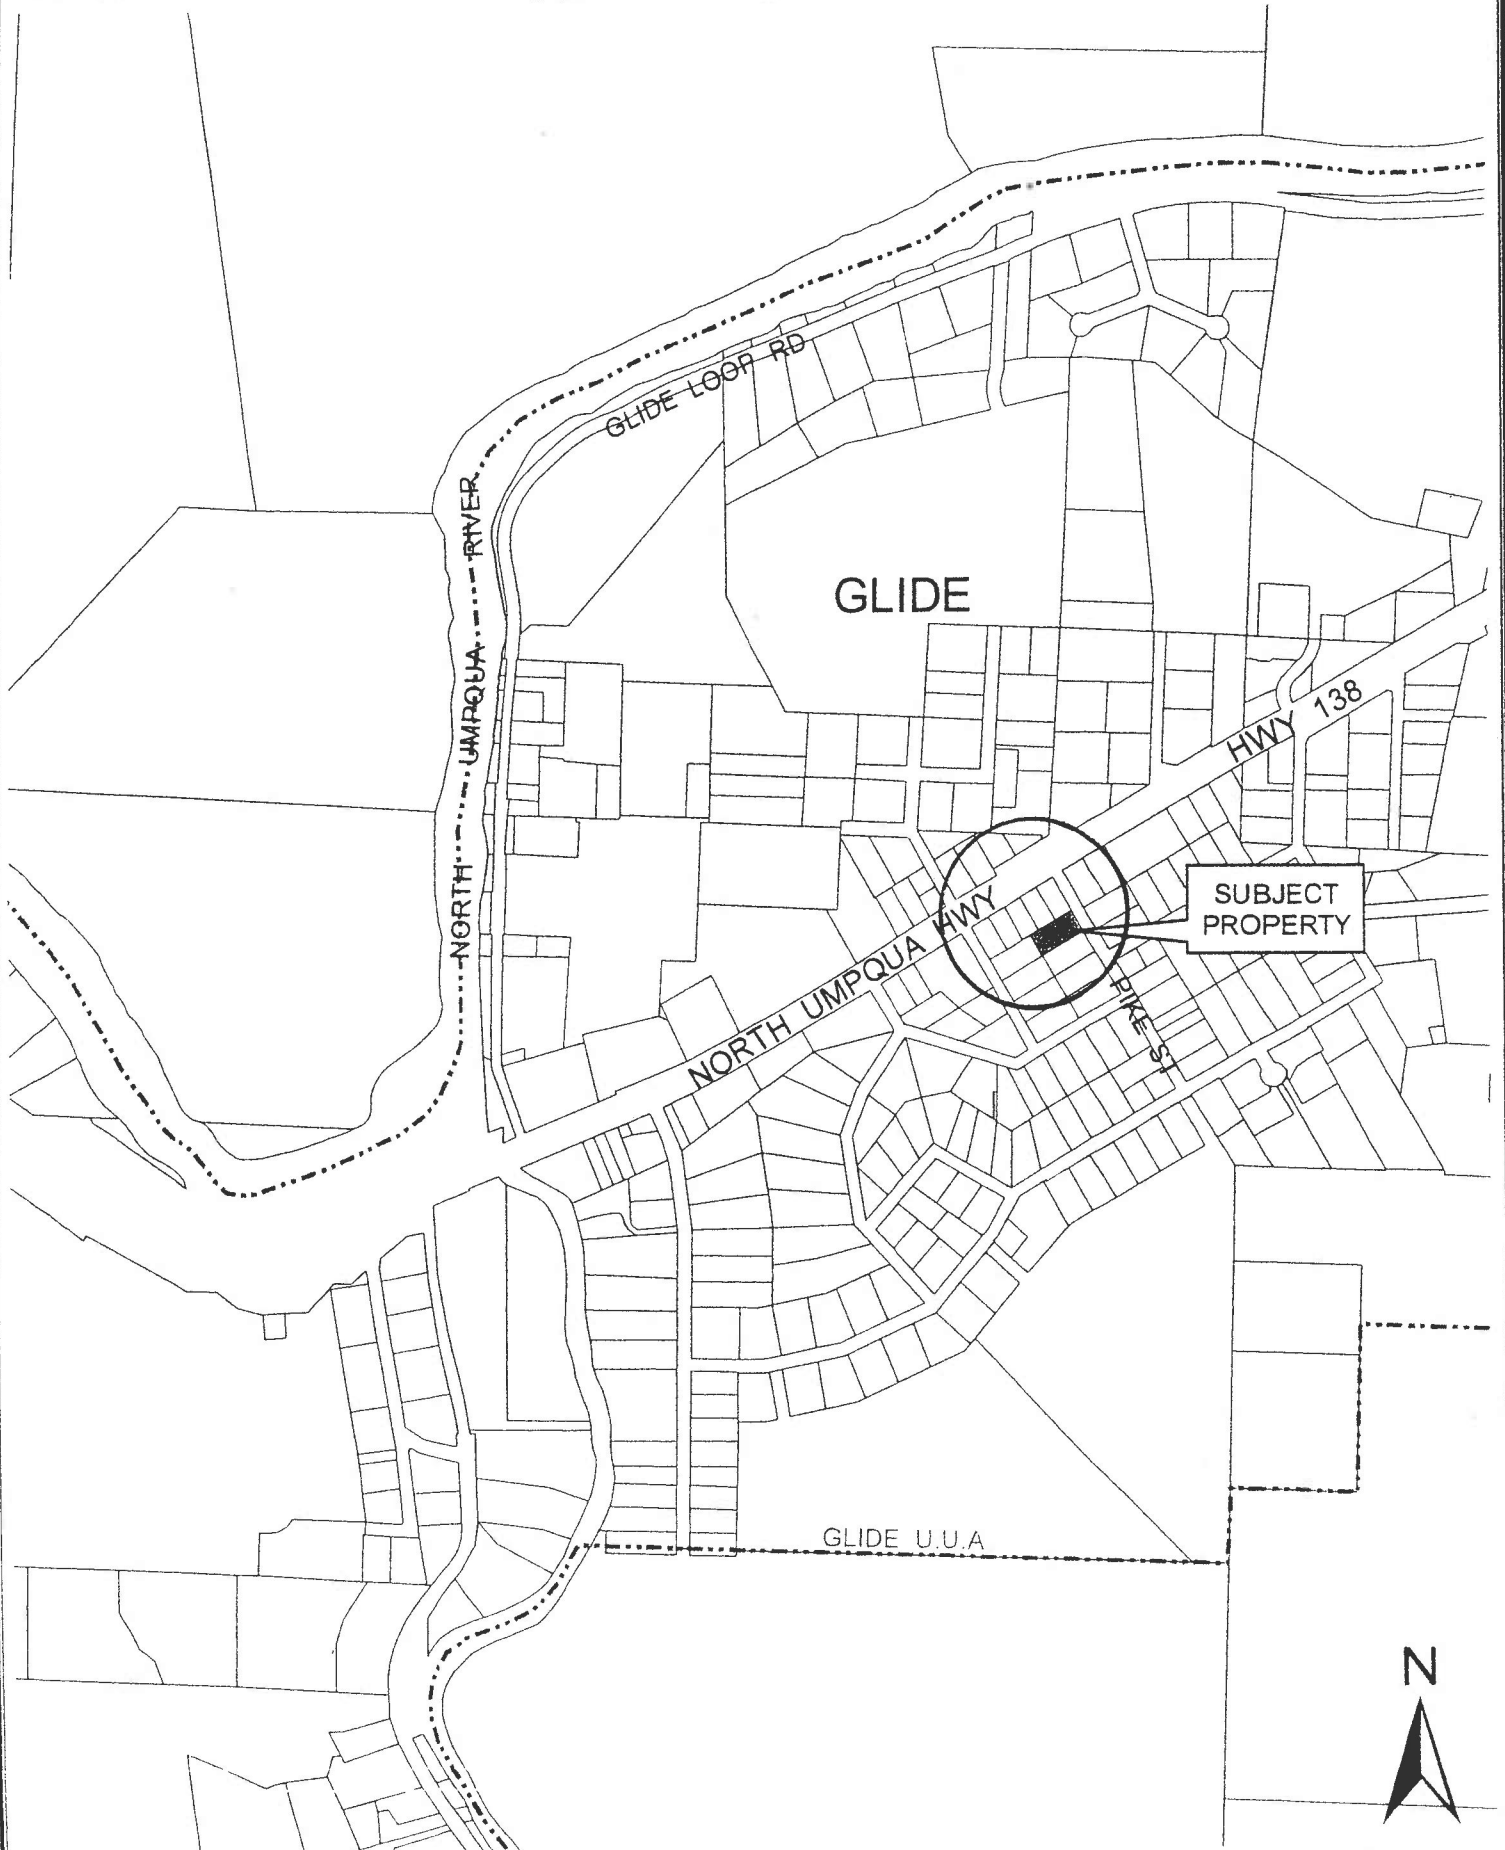 GLIDE LOOP RD
NORTH UMPQUA RIVER
GLIDE
HWY 138
SUBJECT
PROPERTY
NORTH UMPQUA HWY
PIKE ST
GLIDE U.U.A
N